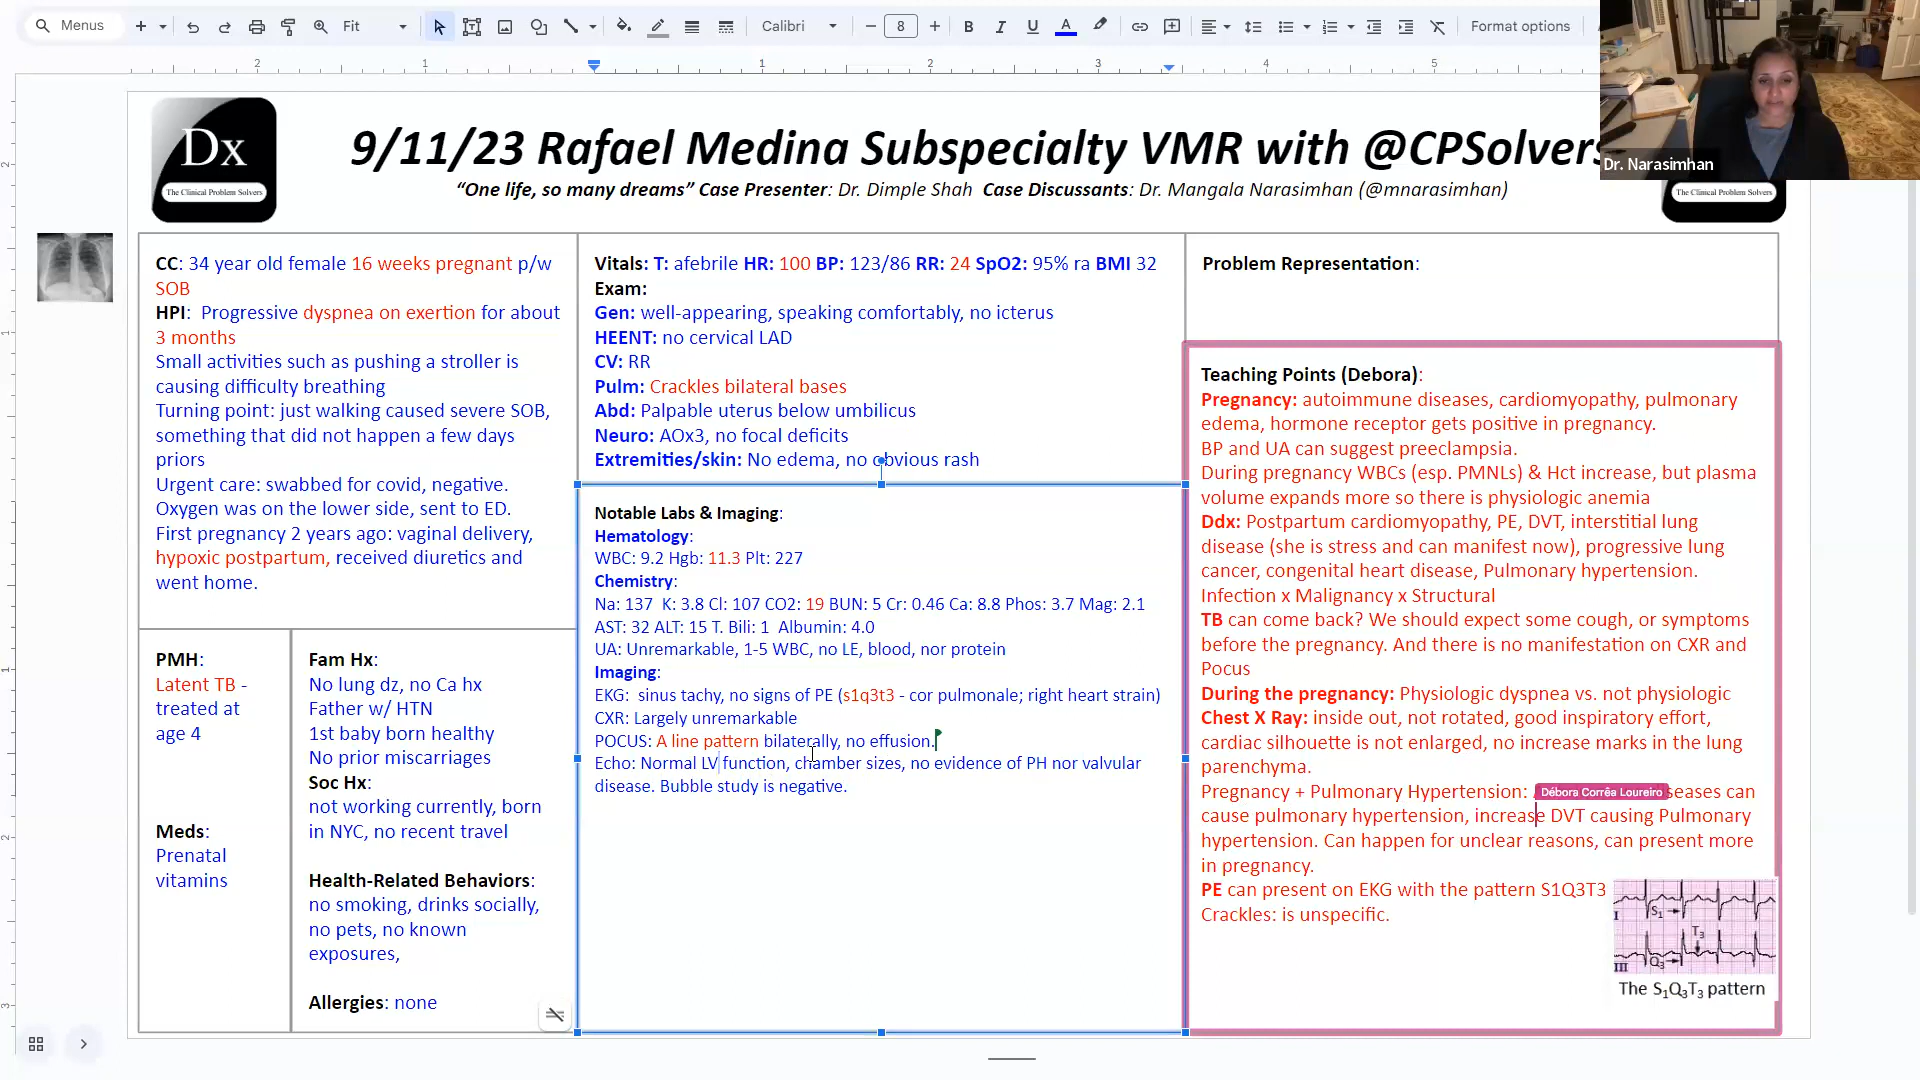 Menus
Fit
Calibri
8
Format options
2
1
1
2
3
4
5
Dr. Narasimhan
Dx
The Clinical Problem Solvers
9/11/23 Rafael Medina Subspecialty VMR with @CPSolvers
"One life, so many dreams" Case Presenter: Dr. Dimple Shah Case Discussants: Dr. Mangala Narasimhan (@mnarasimhan)
The Clinical Problem Solvers
CC: 34 year old female 16 weeks pregnant p/w
SOB
HPI: Progressive dyspnea on exertion for about
3 months
Small activities such as pushing a stroller is
causing difficulty breathing
Turning point: just walking caused severe SOB,
something that did not happen a few days
priors
Urgent care: swabbed for covid, negative.
Oxygen was on the lower side, sent to ED.
First pregnancy 2 years ago: vaginal delivery,
hypoxic postpartum, received diuretics and
went home.
PMH:
Latent TB -
treated at
age 4
Meds:
Prenatal
vitamins
Fam Hx:
No lung dz, no Ca hx
Father w/ HTN
1st baby born healthy
No prior miscarriages
Soc Hx:
not working currently, born
in NYC, no recent travel
Health-Related Behaviors:
no smoking, drinks socially,
no pets, no known
exposures,
Allergies: none
Vitals: T: afebrile HR: 100 BP: 123/86 RR: 24 SpO2: 95% ra BMI 32
Exam:
Gen: well-appearing, speaking comfortably, no icterus
HEENT: no cervical LAD
CV: RR
Pulm: Crackles bilateral bases
Abd: Palpable uterus below umbilicus
Neuro: AOx3, no focal deficits
Extremities/skin: No edema, no obvious rash
Notable Labs & Imaging:
Hematology:
WBC: 9.2 Hgb: 11.3 Plt: 227
Chemistry:
Na: 137 K: 3.8 Cl: 107 CO2: 19 BUN: 5 Cr: 0.46 Ca: 8.8 Phos: 3.7 Mag: 2.1
AST: 32 ALT: 15 T. Bili: 1 Albumin: 4.0
UA: Unremarkable, 1-5 WBC, no LE, blood, nor protein
Imaging:
EKG: sinus tachy, no signs of PE (s1q3t3 - cor pulmonale; right heart strain)
CXR: Largely unremarkable
POCUS: A line pattern bilaterally, no effusion.
Echo: Normal LV function, chamber sizes, no evidence of PH nor valvular
disease. Bubble study is negative.
Problem Representation:
Teaching Points (Debora):
Pregnancy: autoimmune diseases, cardiomyopathy, pulmonary
edema, hormone receptor gets positive in pregnancy.
BP and UA can suggest preeclampsia.
During pregnancy WBCs (esp. PMNLs) & Hct increase, but plasma
volume expands more so there is physiologic anemia
Ddx: Postpartum cardiomyopathy, PE, DVT, interstitial lung
disease (she is stress and can manifest now), progressive lung
cancer, congenital heart disease, Pulmonary hypertension.
Infection x Malignancy x Structural
TB can come back? We should expect some cough, or symptoms
before the pregnancy. And there is no manifestation on CXR and
Pocus
During the pregnancy: Physiologic dyspnea vs. not physiologic
Chest X Ray: inside out, not rotated, good inspiratory effort,
cardiac silhouette is not enlarged, no increase marks in the lung
parenchyma.
Pregnancy + Pulmonary Hypertension: Débora Corrêa Loureiro seases can
cause pulmonary hypertension, increase DVT causing Pulmonary
hypertension. Can happen for unclear reasons, can present more
in pregnancy.
PE can present on EKG with the pattern S1Q3T3
Crackles: is unspecific.
I
S1
T3
III
Q3
The S1Q3T3 pattern
2
1
1
2
3